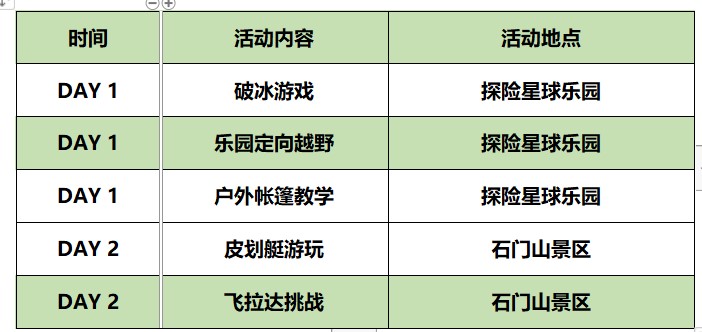 时间 活动内容 活动地点
DAY 1 破冰游戏 探险星球乐园
DAY 1 乐园定向越野 探险星球乐园
DAY 1 户外帐篷教学 探险星球乐园
DAY 2 皮划艇游玩 石门山景区
DAY 2 飞拉达挑战 石门山景区